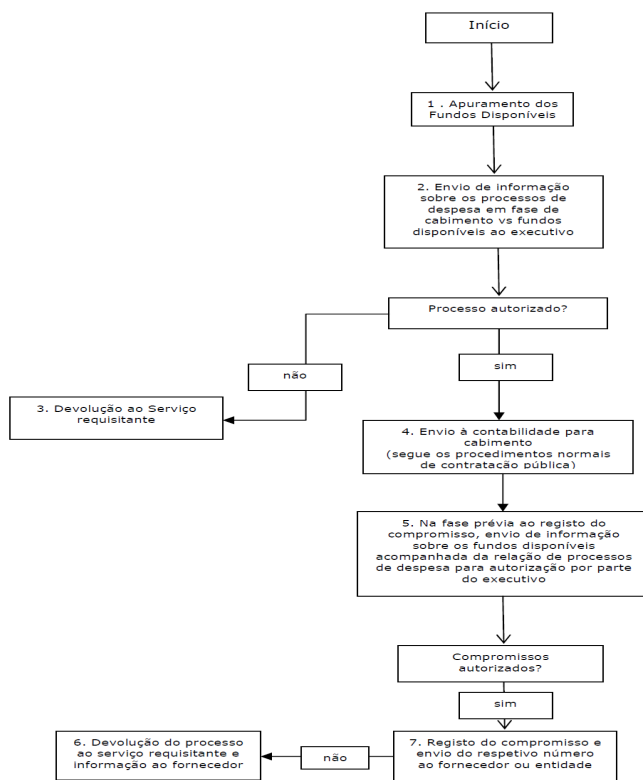 Início
1 . Apuramento dos
Fundos Disponíveis
2. Envio de informação
sobre os processos de
despesa em fase de
cabimento vs fundos
disponíveis ao executivo
Processo autorizado?
não
sim
3. Devolução ao Serviço
requisitante
4. Envio à contabilidade para
cabimento
(segue os procedimentos normais
de contratação pública)
5. Na fase prévia ao registo do
compromisso, envio de informação
sobre os fundos disponíveis
acompanhada da relação de processos
de despesa para autorização por parte
do executivo
Compromissos
autorizados?
sim
6. Devolução do processo
ao serviço requisitante e
informação ao fornecedor
não
7. Registo do compromisso e
envio do respetivo número
ao fornecedor ou entidade